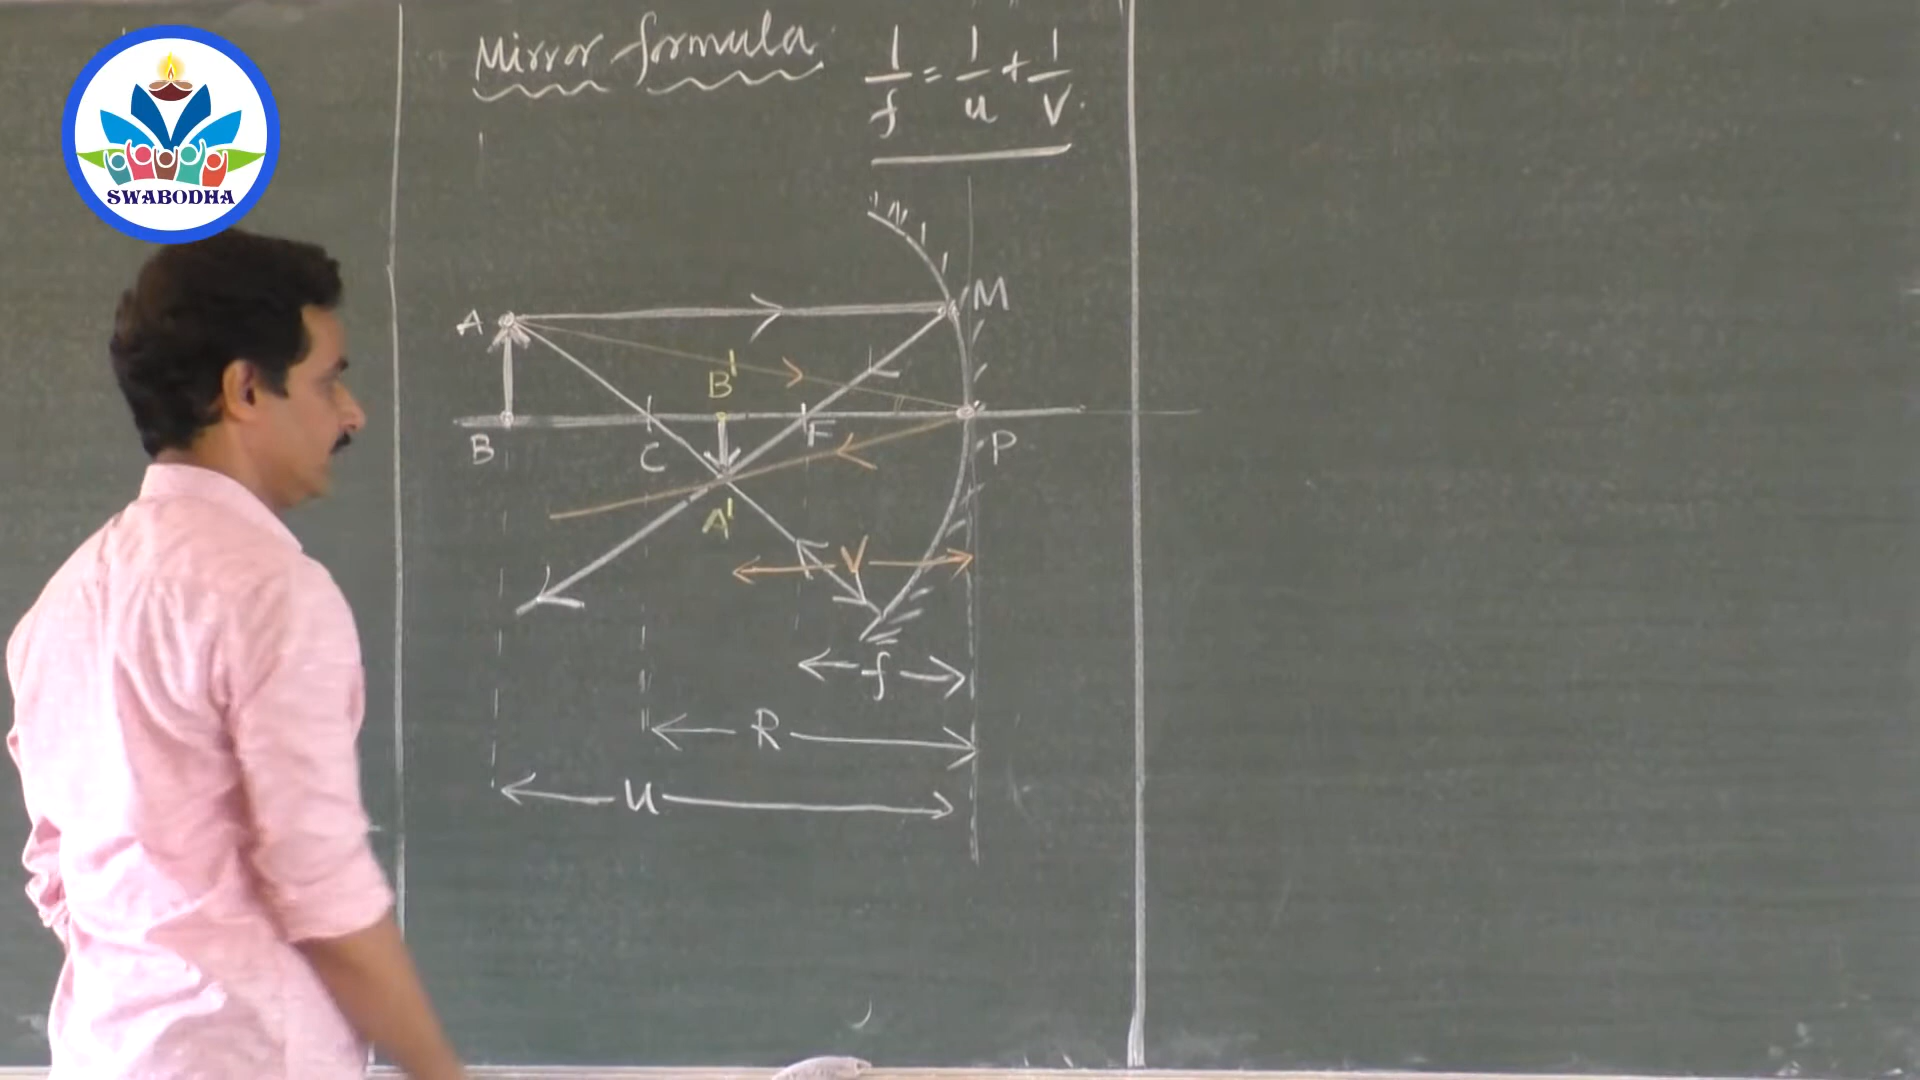 SWABODHA
Mirror formula 1/f = 1/u + 1/v.
M
A
B'
B
C
F
P
A'
V
f
R
u